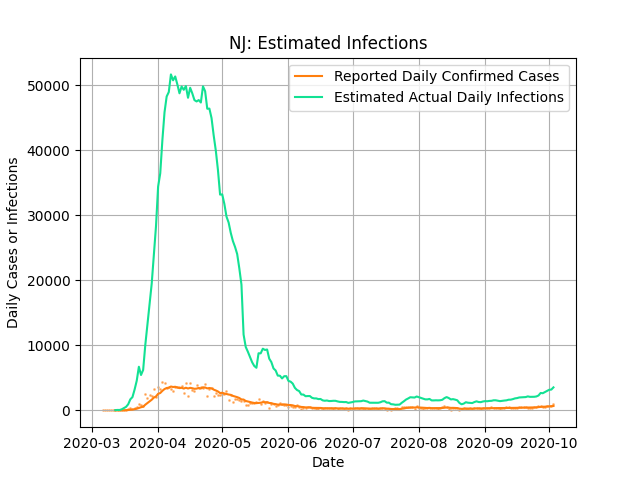 NJ: Estimated Infections
Reported Daily Confirmed Cases
Estimated Actual Daily Infections
Daily Cases or Infections
50000
40000
30000
20000
10000
0
2020-03 2020-04 2020-05 2020-06 2020-07 2020-08 2020-09 2020-10
Date